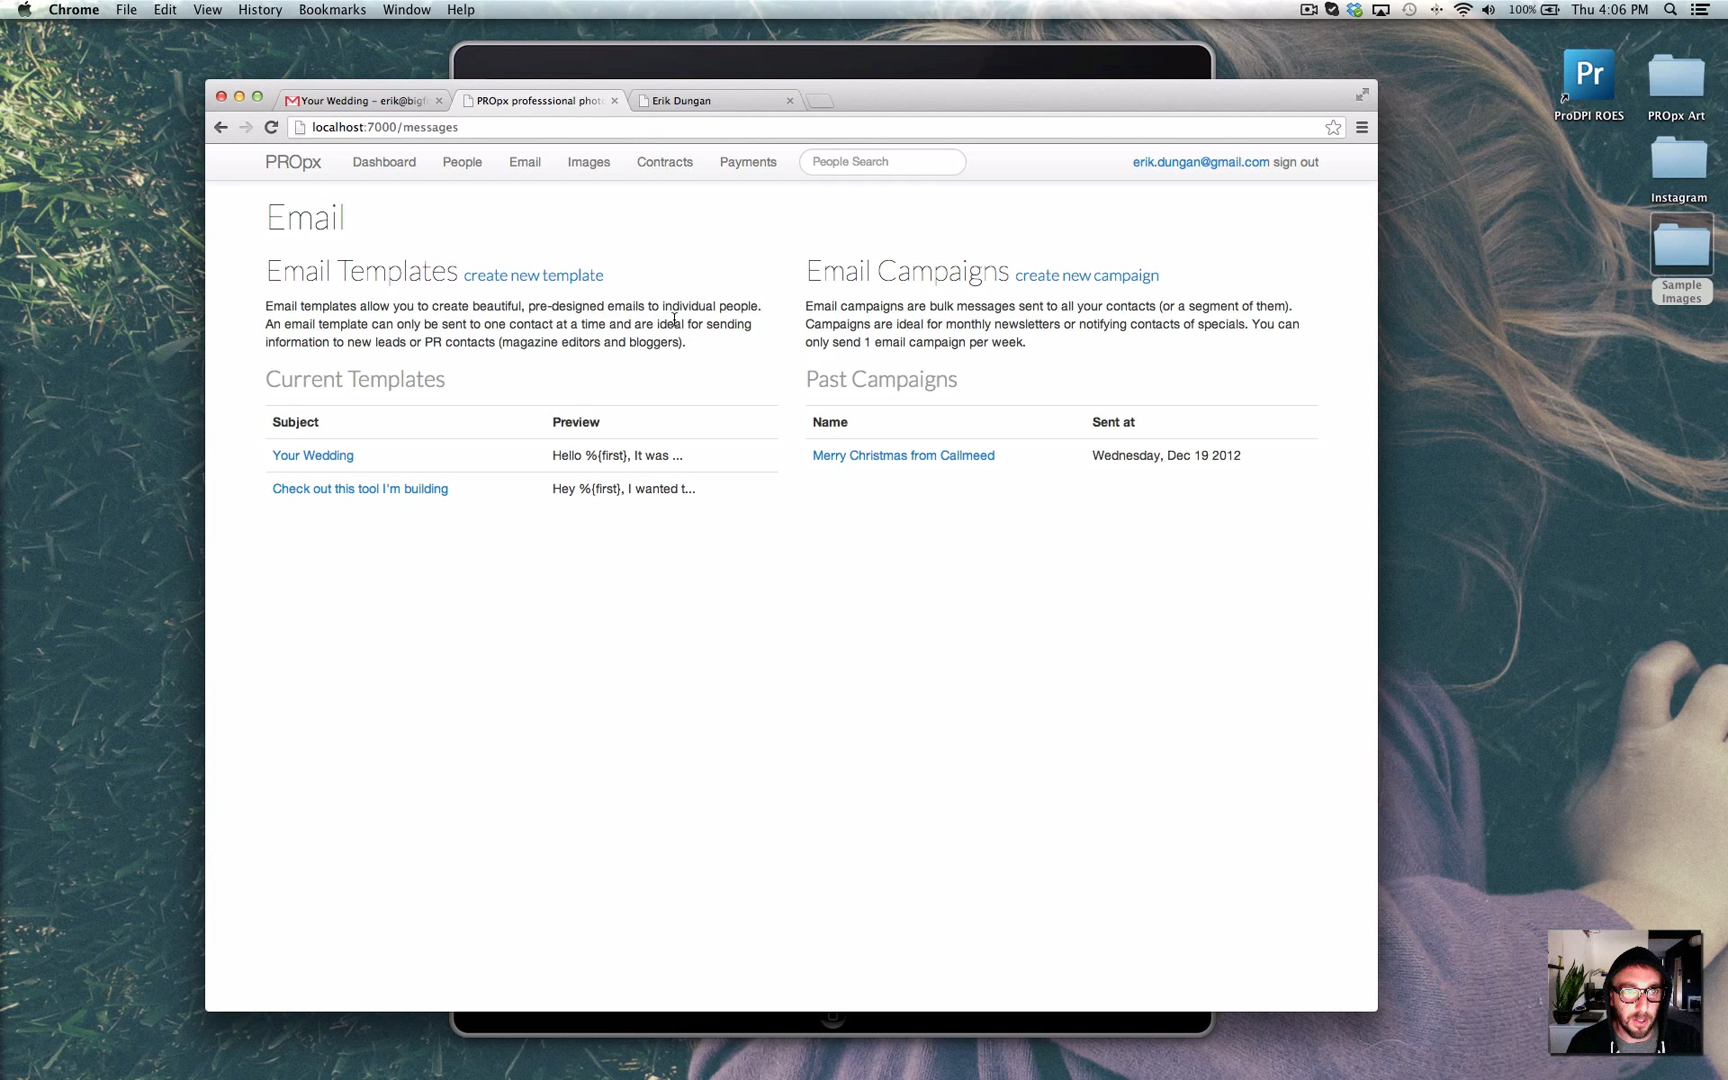 Chrome File Edit View History Bookmarks Window Help
100% Thu 4:06 PM
Your Wedding – erik@bigf
PROpx professsional phot
Erik Dungan
localhost:7000/messages
PROpx Dashboard People Email Images Contracts Payments People Search erik.dungan@gmail.com sign out
Email
Email Templates create new template
Email templates allow you to create beautiful, pre-designed emails to individual people.
An email template can only be sent to one contact at a time and are ideal for sending
information to new leads or PR contacts (magazine editors and bloggers).
Current Templates
Subject Preview
Your Wedding Hello %{first}, It was ...
Check out this tool I'm building Hey %{first}, I wanted t...
Email Campaigns create new campaign
Email campaigns are bulk messages sent to all your contacts (or a segment of them).
Campaigns are ideal for monthly newsletters or notifying contacts of specials. You can
only send 1 email campaign per week.
Past Campaigns
Name Sent at
Merry Christmas from Callmeed Wednesday, Dec 19 2012
Pr
ProDPI ROES
PROpx Art
Instagram
Sample
Images